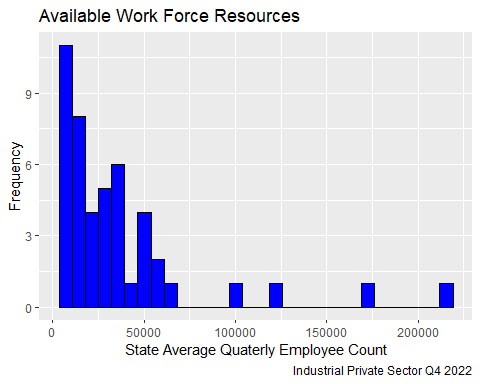 Available Work Force Resources
9
6
3
0
Frequency
0 50000 100000 150000 200000
State Average Quaterly Employee Count
Industrial Private Sector Q4 2022